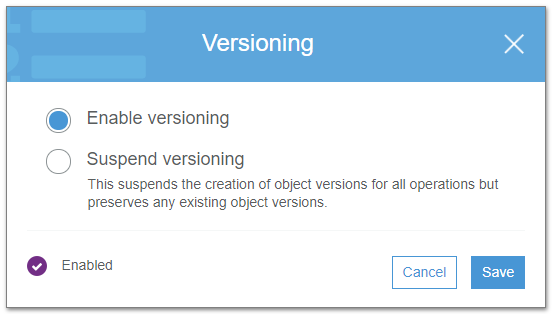 Versioning
Enable versioning
Suspend versioning
This suspends the creation of object versions for all operations but
preserves any existing object versions.
Enabled
Cancel
Save